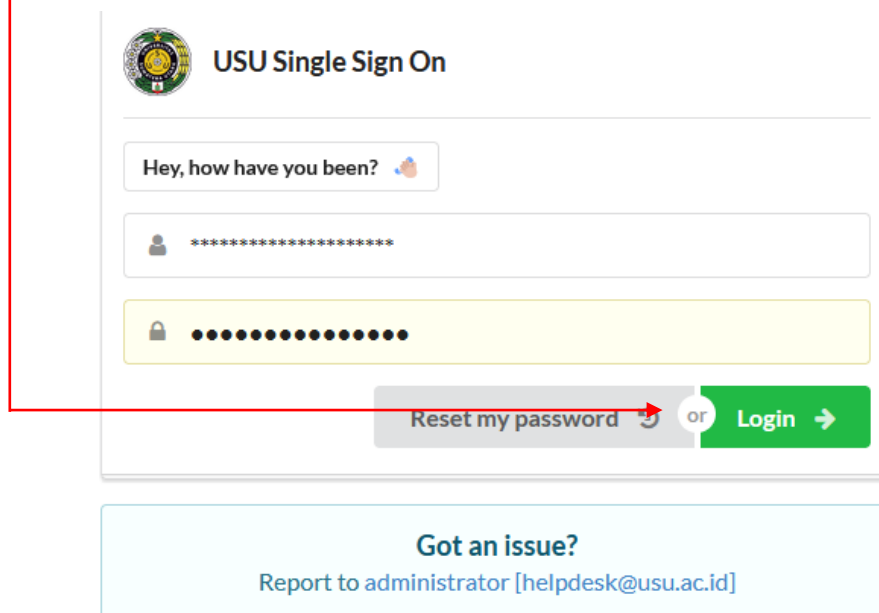 USU Single Sign On
Hey, how have you been?
*********************
●●●●●●●●●●●●●●●
Reset my password or Login
Got an issue?
Report to administrator [helpdesk@usu.ac.id]